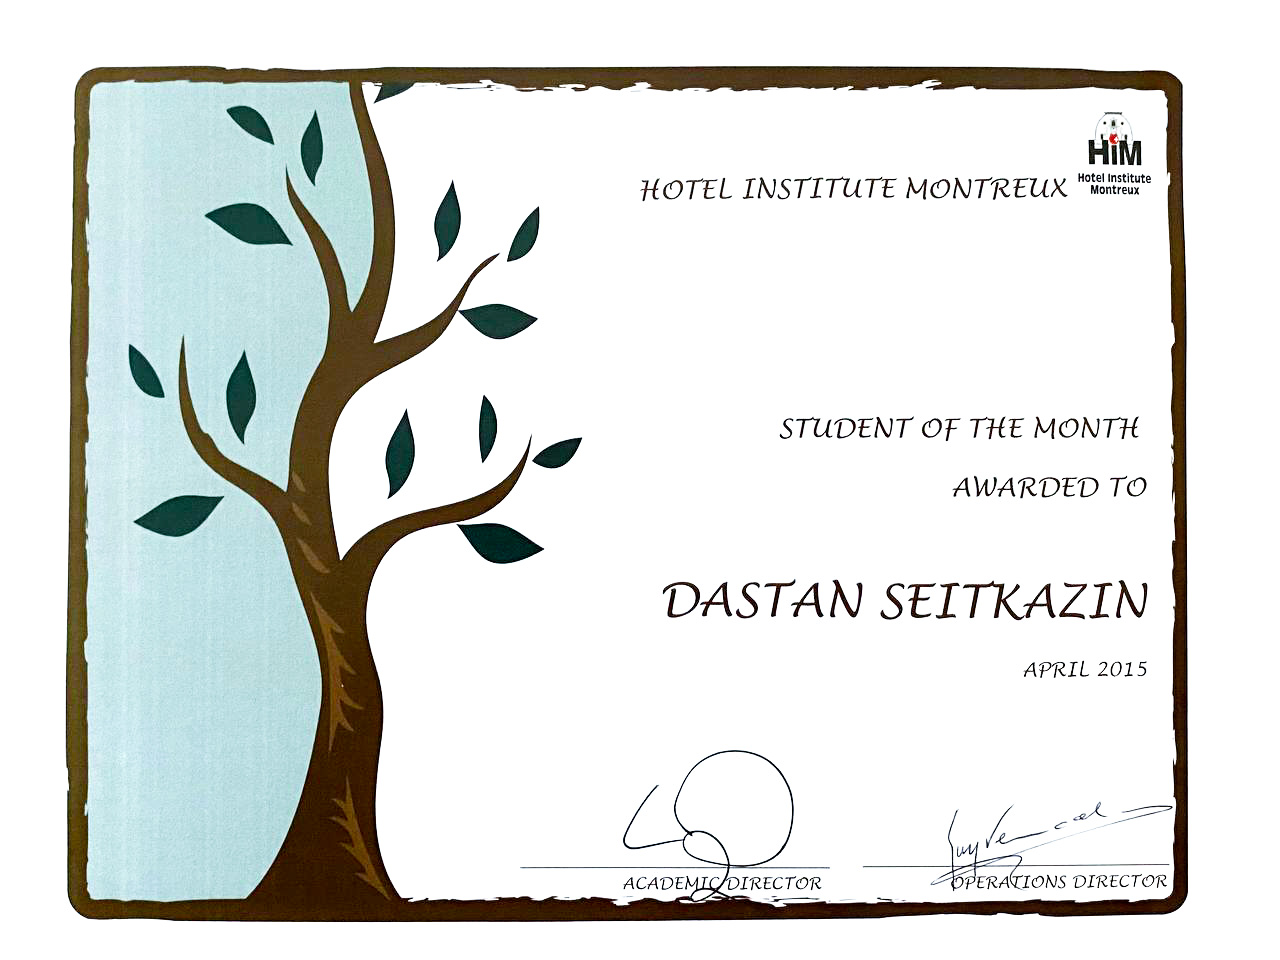 HiM
Hotel Institute
Montreux
HOTEL INSTITUTE MONTREUX
STUDENT OF THE MONTH
AWARDED TO
DASTAN SEITKAZIN
APRIL 2015
ACADEMIC DIRECTOR
OPERATIONS DIRECTOR